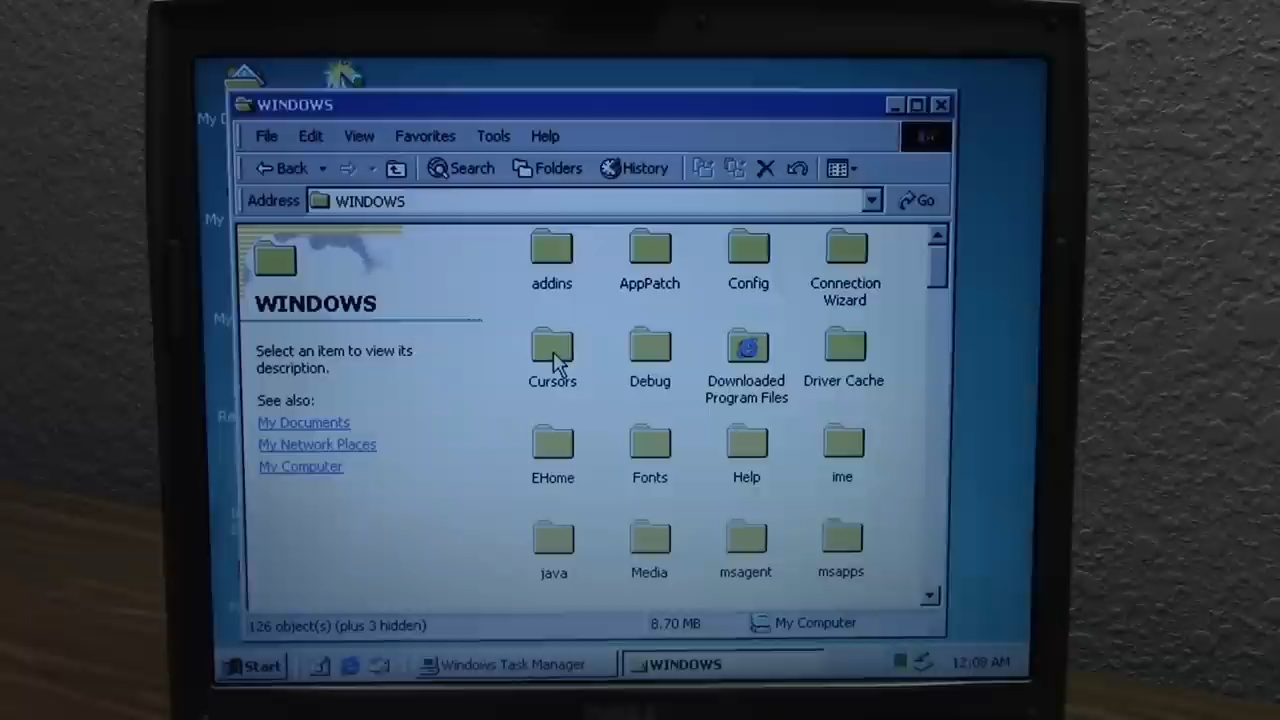 WINDOWS
My D
File Edit View Favorites Tools Help
Back Search Folders History
Address WINDOWS Go
My
addins AppPatch Config Connection Wizard
WINDOWS
My
Select an item to view its
description.
Cursors Debug Downloaded Program Files Driver Cache
See also:
My Documents
Re
My Network Places
My Computer
EHome Fonts Help ime
java Media msagent msapps
126 object(s) (plus 3 hidden) 8.70 MB My Computer
Start Windows Task Manager WINDOWS 12:09 AM